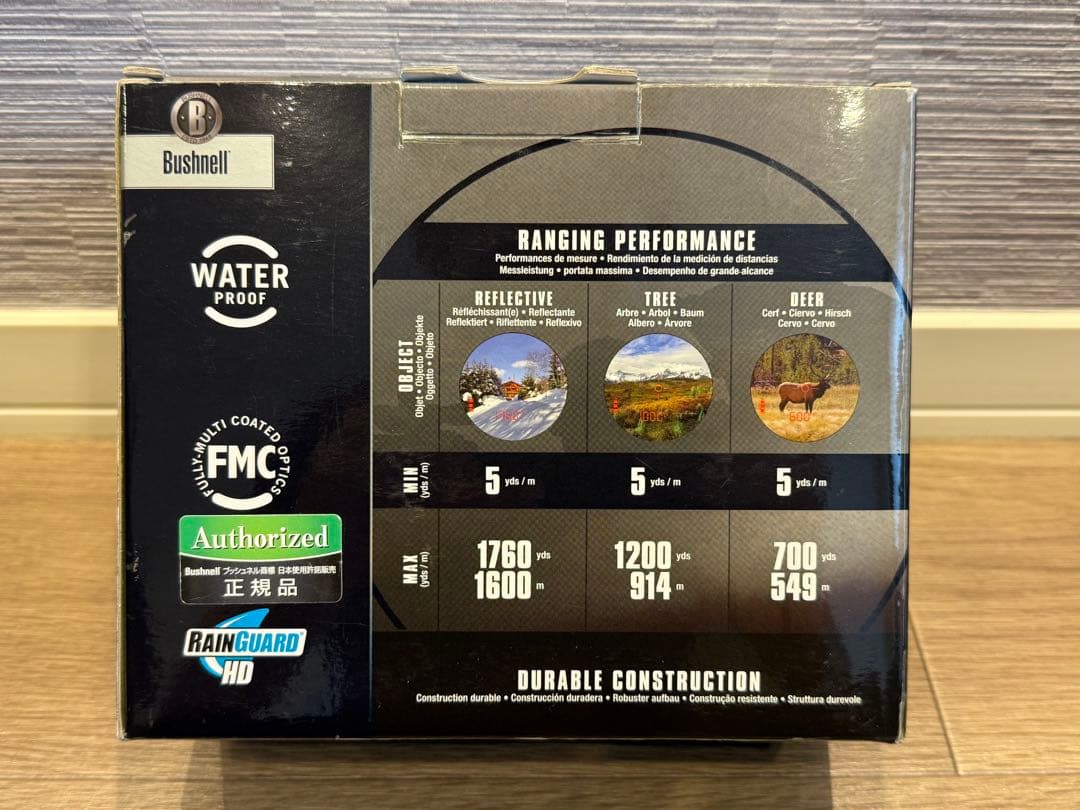 B
Bushnell
WATER
PROOF
FULLY-MULTI COATED OPTICS
FMC
Authorized
Bushnell ブッシュネル商標 日本使用許諾販売
正規品
RAINGUARD®
HD
RANGING PERFORMANCE
Performances de mesure • Rendimiento de la medición de distancias
Messleistung • portata massima • Desempenho de grande alcance
OBJECT
Objet • Objecto • Objekte
Oggetto • Objeto
REFLECTIVE
Réfléchissant(e) • Reflectante
Reflektiert • Riflettente • Reflexivo
TREE
Arbre • Arbol • Baum
Albero • Árvore
DEER
Cerf • Ciervo • Hirsch
Cervo • Cervo
MIN
(yds / m)
5 yds / m
5 yds / m
5 yds / m
MAX
(yds / m)
1760 yds
1600 m
1200 yds
914 m
700 yds
549 m
DURABLE CONSTRUCTION
Construction durable • Construcción duradera • Robuster aufbau • Construção resistente • Struttura durevole